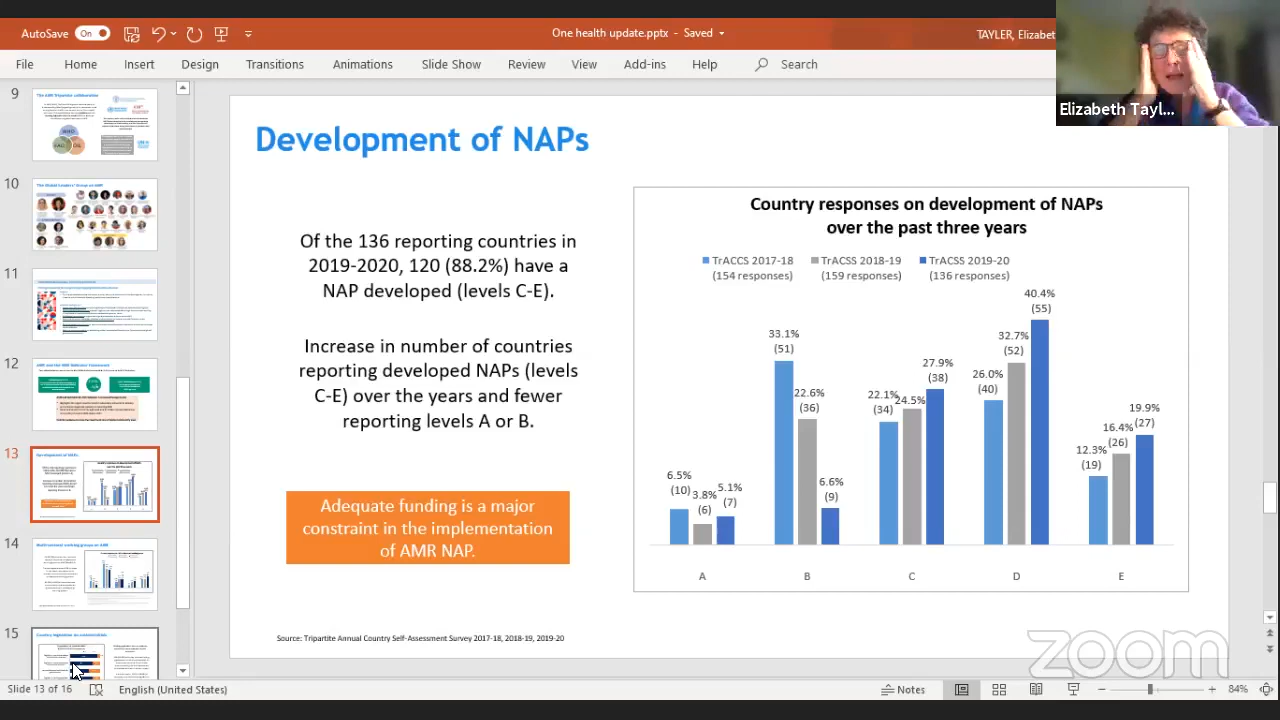 AutoSave
On
One health update.pptx - Saved
TAYLER, Elizabeth
File Home Insert Design Transitions Animations Slide Show Review View Add-ins Help Search
Elizabeth Tayl...
9
10
11
12
13
14
15
Development of NAPs
Of the 136 reporting countries in
2019-2020, 120 (88.2%) have a
NAP developed (levels C-E).
Increase in number of countries
reporting developed NAPs (levels
C-E) over the years and fewer
reporting levels A or B.
Adequate funding is a major
constraint in the implementation
of AMR NAP.
Country responses on development of NAPs
over the past three years
TrACCS 2017-18
(154 responses)
TrACSS 2018-19
(159 responses)
TrACSS 2019-20
(136 responses)
6.5%
(10)
3.8%
(6)
5.1%
(7)
33.1%
(51)
22.6%
(36)
6.6%
(9)
22.1%
(34)
24.5%
27.9%
(38)
26.0%
(40)
32.7%
(52)
40.4%
(55)
12.3%
(19)
16.4%
(26)
19.9%
(27)
A B C D E
Source: Tripartite Annual Country Self-Assessment Survey 2017-18, 2018-19, 2019-20
zoom
Slide 13 of 16
English (United States)
Notes
84%